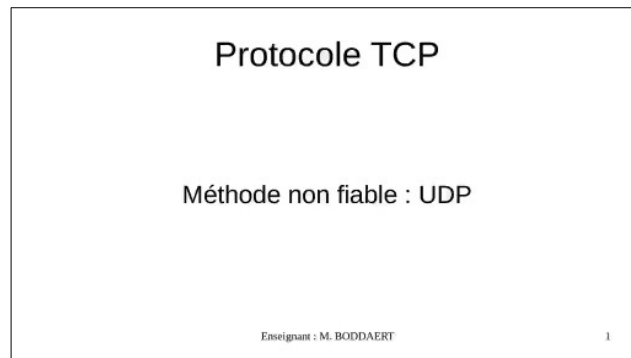 Protocole TCP
Méthode non fiable : UDP
Enseignant : M. BODDAERT
1